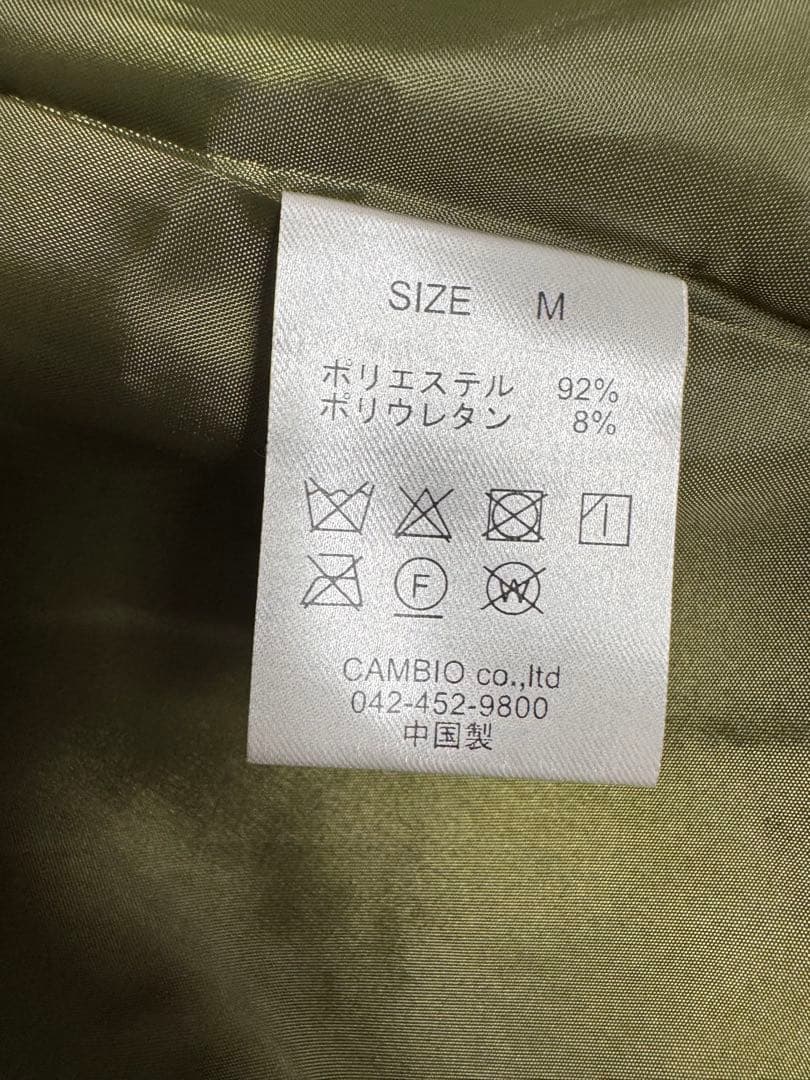 SIZE M
ポリエステル 92%
ポリウレタン 8%
F W
CAMBIO co.,ltd
042-452-9800
中国製